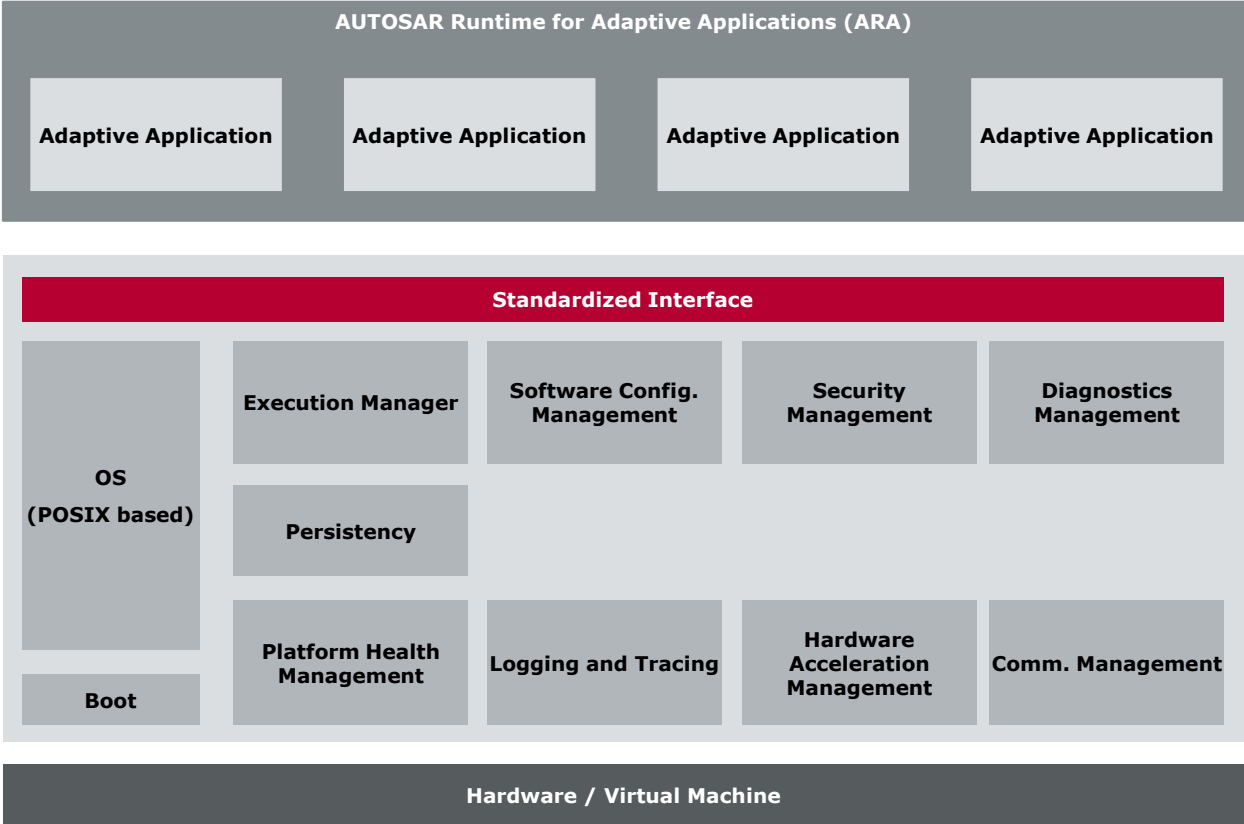 AUTOSAR Runtime for Adaptive Applications (ARA)
Adaptive Application
Adaptive Application
Adaptive Application
Adaptive Application
Standardized Interface
OS
(POSIX based)
Boot
Execution Manager
Software Config.
Management
Security
Management
Diagnostics
Management
Persistency
Platform Health
Management
Logging and Tracing
Hardware
Acceleration
Management
Comm. Management
Hardware / Virtual Machine